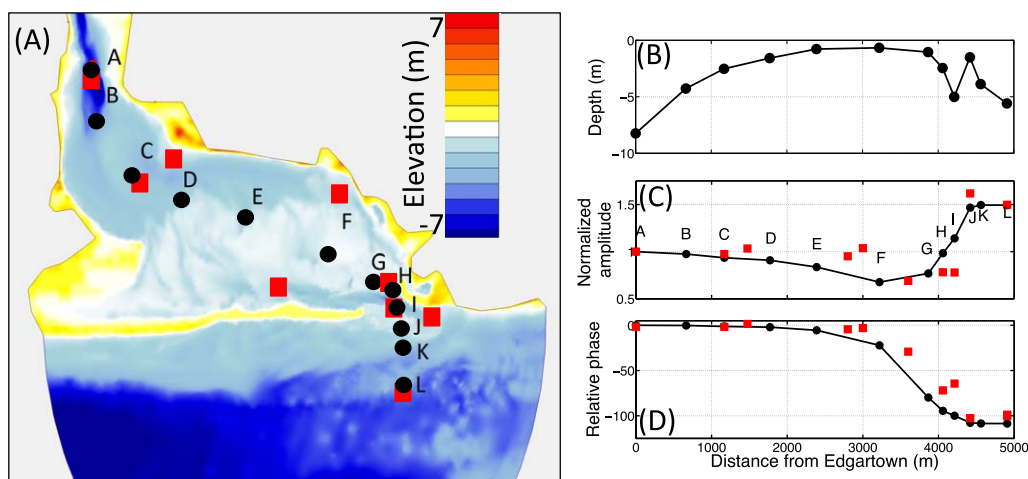 (A)
A
B
C
D
E
F
G
H
I
J
K
L
7
Elevation (m)
-7
(B)
0
−5
−10
Depth (m)
(C)
1.5
1
0.5
Normalized
amplitude
A B C D E F G H I J K L
(D)
0
−50
−100
Relative phase
0 1000 2000 3000 4000 5000
Distance from Edgartown (m)